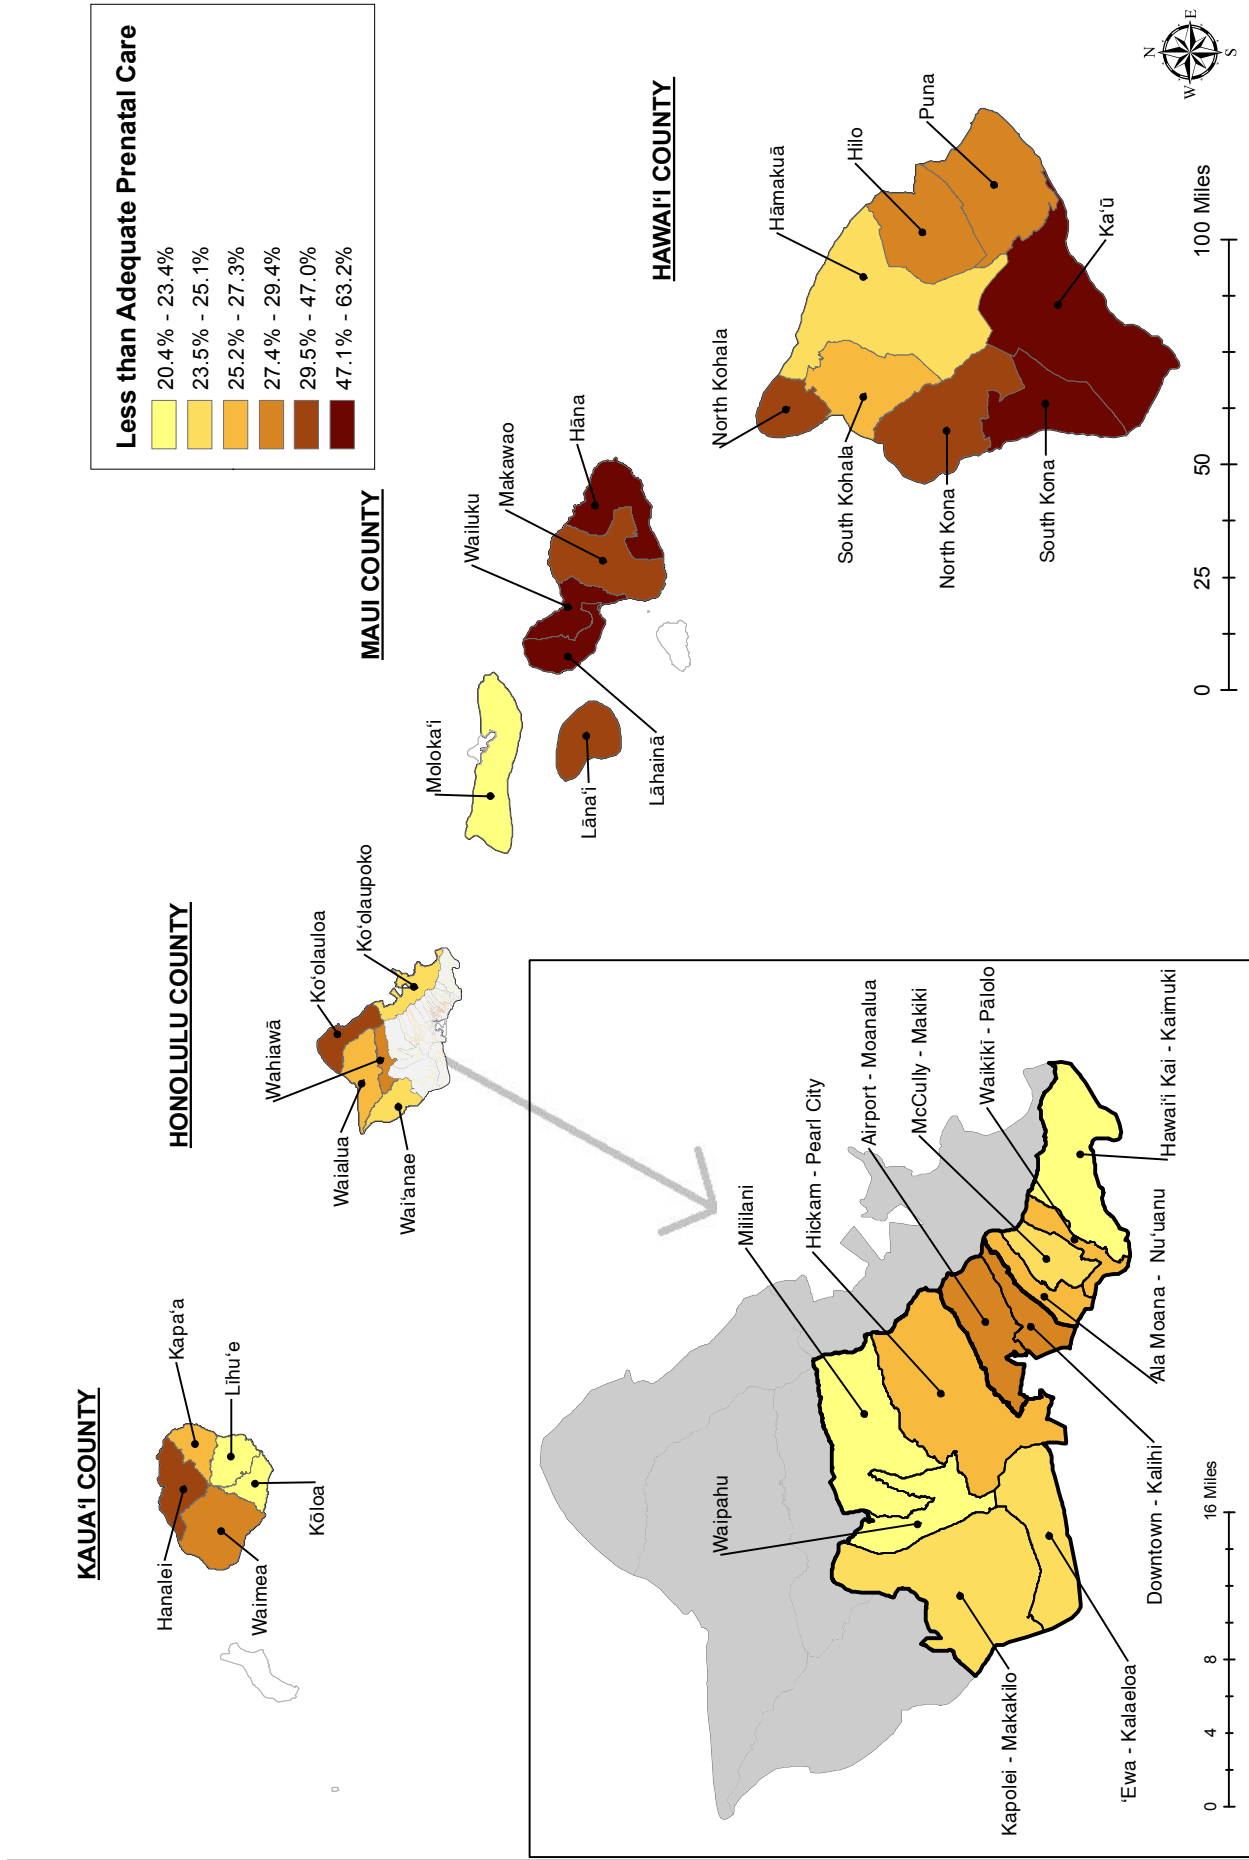 Less than Adequate Prenatal Care
20.4% - 23.4%
23.5% - 25.1%
25.2% - 27.3%
27.4% - 29.4%
29.5% - 47.0%
47.1% - 63.2%
KAUAʻI COUNTY
Hanalei
Kapaʻa
Līhuʻe
Waimea
Kōloa
HONOLULU COUNTY
Wahiawā
Koʻolauloa
Koʻolaupoko
Waialua
Waiʻanae
MAUI COUNTY
Molokaʻi
Wailuku
Makawao
Hāna
Lānaʻi
Lāhainā
HAWAIʻI COUNTY
North Kohala
Hāmakuā
Hilo
Puna
South Kohala
North Kona
South Kona
Kaʻū
Waipahu
Mililani
Hickam - Pearl City
Airport - Moanalua
McCully - Makiki
Waikiki - Pālolo
Kapolei - Makakilo
ʻEwa - Kalaeloa
Downtown - Kalihi
Ala Moana - Nuʻuanu
Hawaiʻi Kai - Kaimuki
0 4 8 16 Miles
0 25 50 100 Miles
N
W E
S